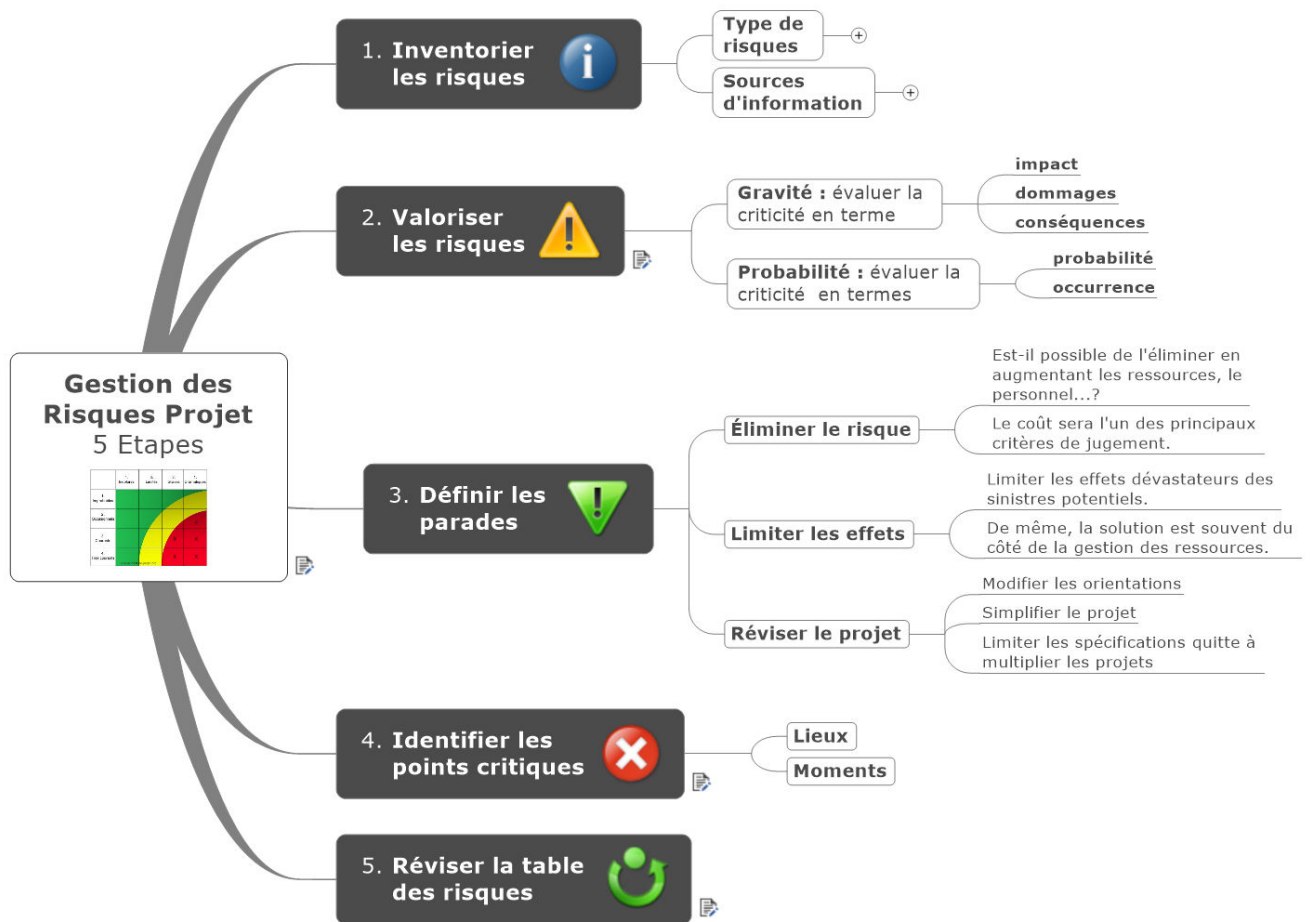 Gestion des
Risques Projet
5 Etapes
1. Inventorier
les risques
Type de
risques
Sources
d'information
2. Valoriser
les risques
Gravité : évaluer la
criticité en terme
impact
dommages
conséquences
Probabilité : évaluer la
criticité en termes
probabilité
occurrence
3. Définir les
parades
Éliminer le risque
Est-il possible de l'éliminer en
augmentant les ressources, le
personnel...?
Le coût sera l'un des principaux
critères de jugement.
Limiter les effets
Limiter les effets dévastateurs des
sinistres potentiels.
De même, la solution est souvent du
côté de la gestion des ressources.
Réviser le projet
Modifier les orientations
Simplifier le projet
Limiter les spécifications quitte à
multiplier les projets
4. Identifier les
points critiques
Lieux
Moments
5. Réviser la table
des risques